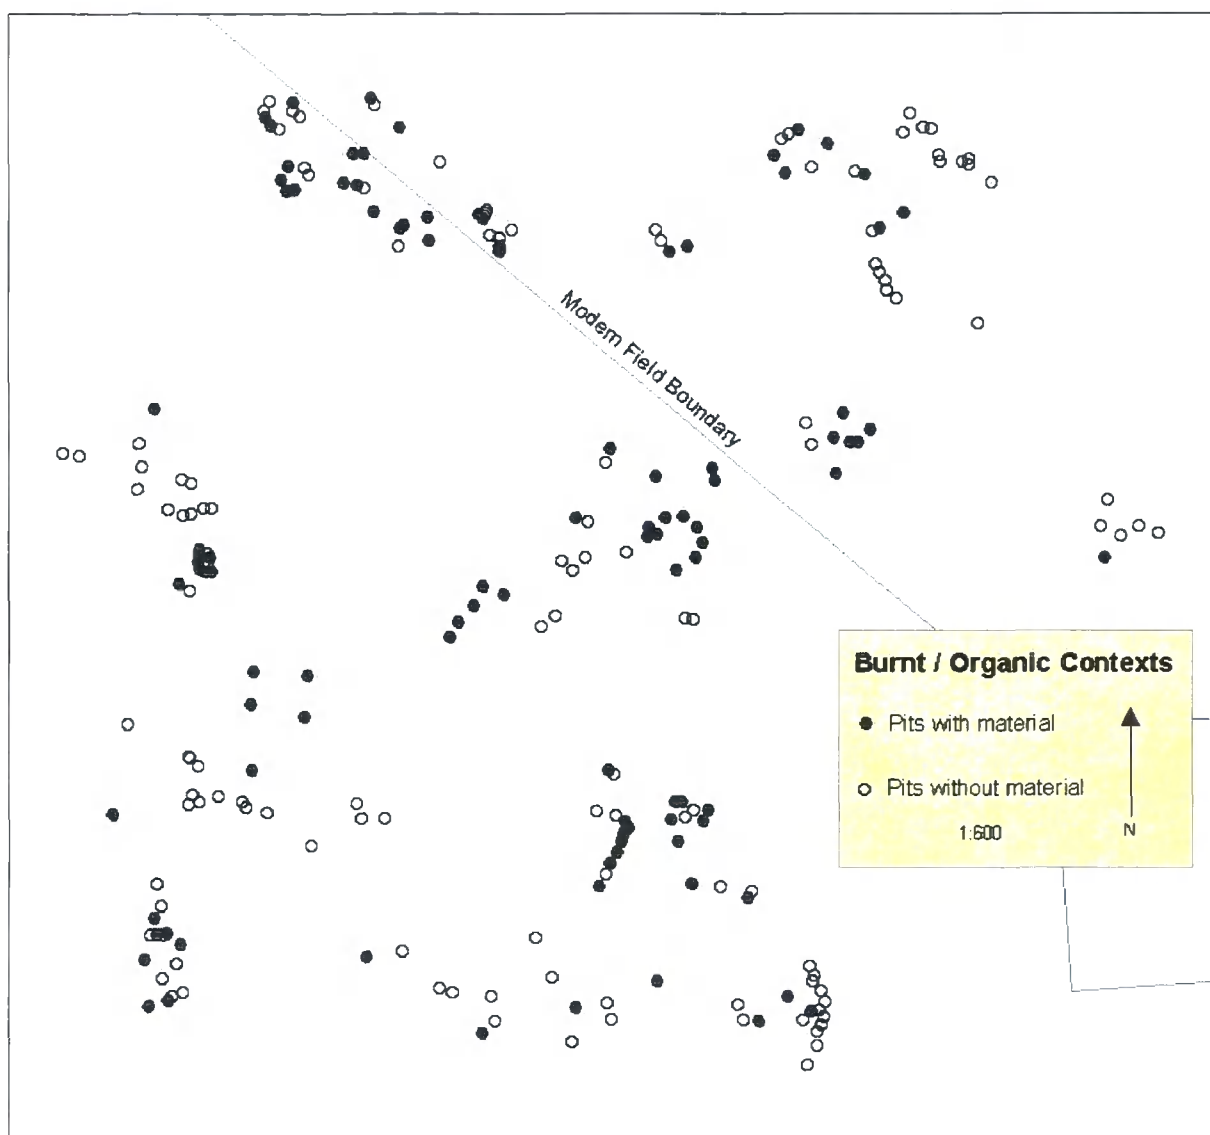 Modern Field Boundary
Burnt / Organic Contexts
Pits with material
Pits without material
1:600
N